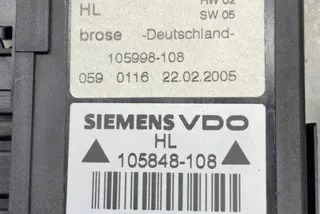 HL HW 02
SW 05
brose -Deutschland-
105998-108
059 0116 22.02.2005
SIEMENS VDO
HL
105848-108